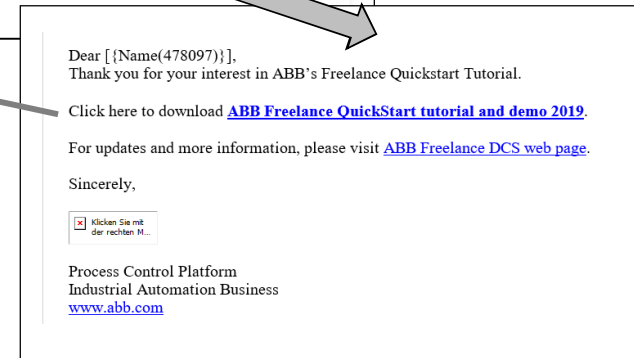 Dear [{Name(478097)}],
Thank you for your interest in ABB's Freelance Quickstart Tutorial.
Click here to download ABB Freelance QuickStart tutorial and demo 2019.
For updates and more information, please visit ABB Freelance DCS web page.
Sincerely,
Klicken Sie mit
der rechten M...
Process Control Platform
Industrial Automation Business
www.abb.com